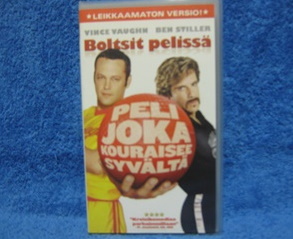 ★LEIKKAAMATON VERSIO!★
VINCE VAUGHN BEN STILLER
Boltsit pelissä
PELI
JOKA
KOURAISEE
SYVÄLTÄ
★★★★